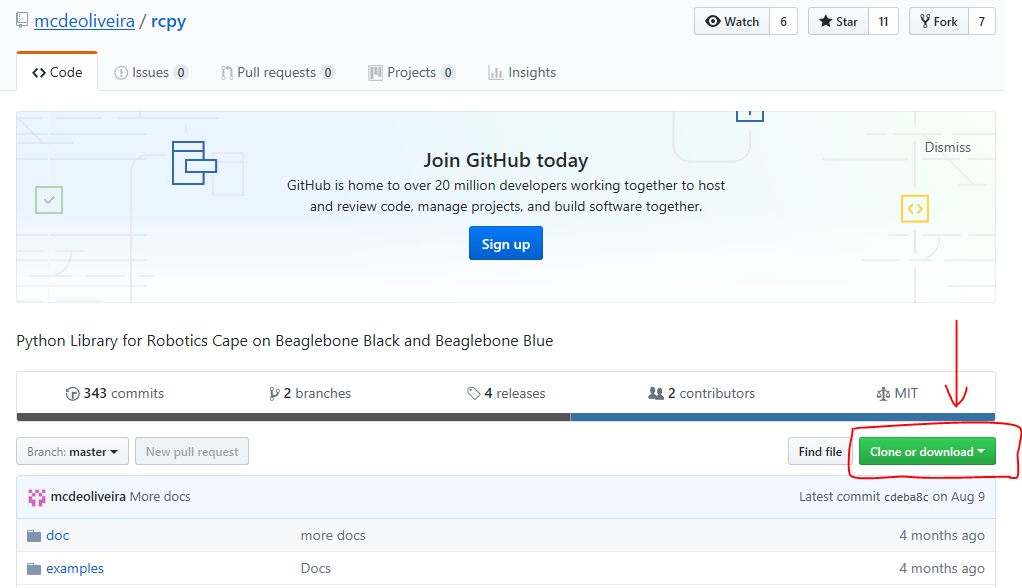 mcdeoliveira / rcpy Watch 6 Star 11 Fork 7
Code Issues 0 Pull requests 0 Projects 0 Insights
Join GitHub today
Dismiss
GitHub is home to over 20 million developers working together to host
and review code, manage projects, and build software together.
Sign up
Python Library for Robotics Cape on Beaglebone Black and Beaglebone Blue
343 commits 2 branches 4 releases 2 contributors MIT
Branch: master New pull request Find file Clone or download
mcdeoliveira More docs Latest commit cdeba8c on Aug 9
doc more docs 4 months ago
examples Docs 4 months ago